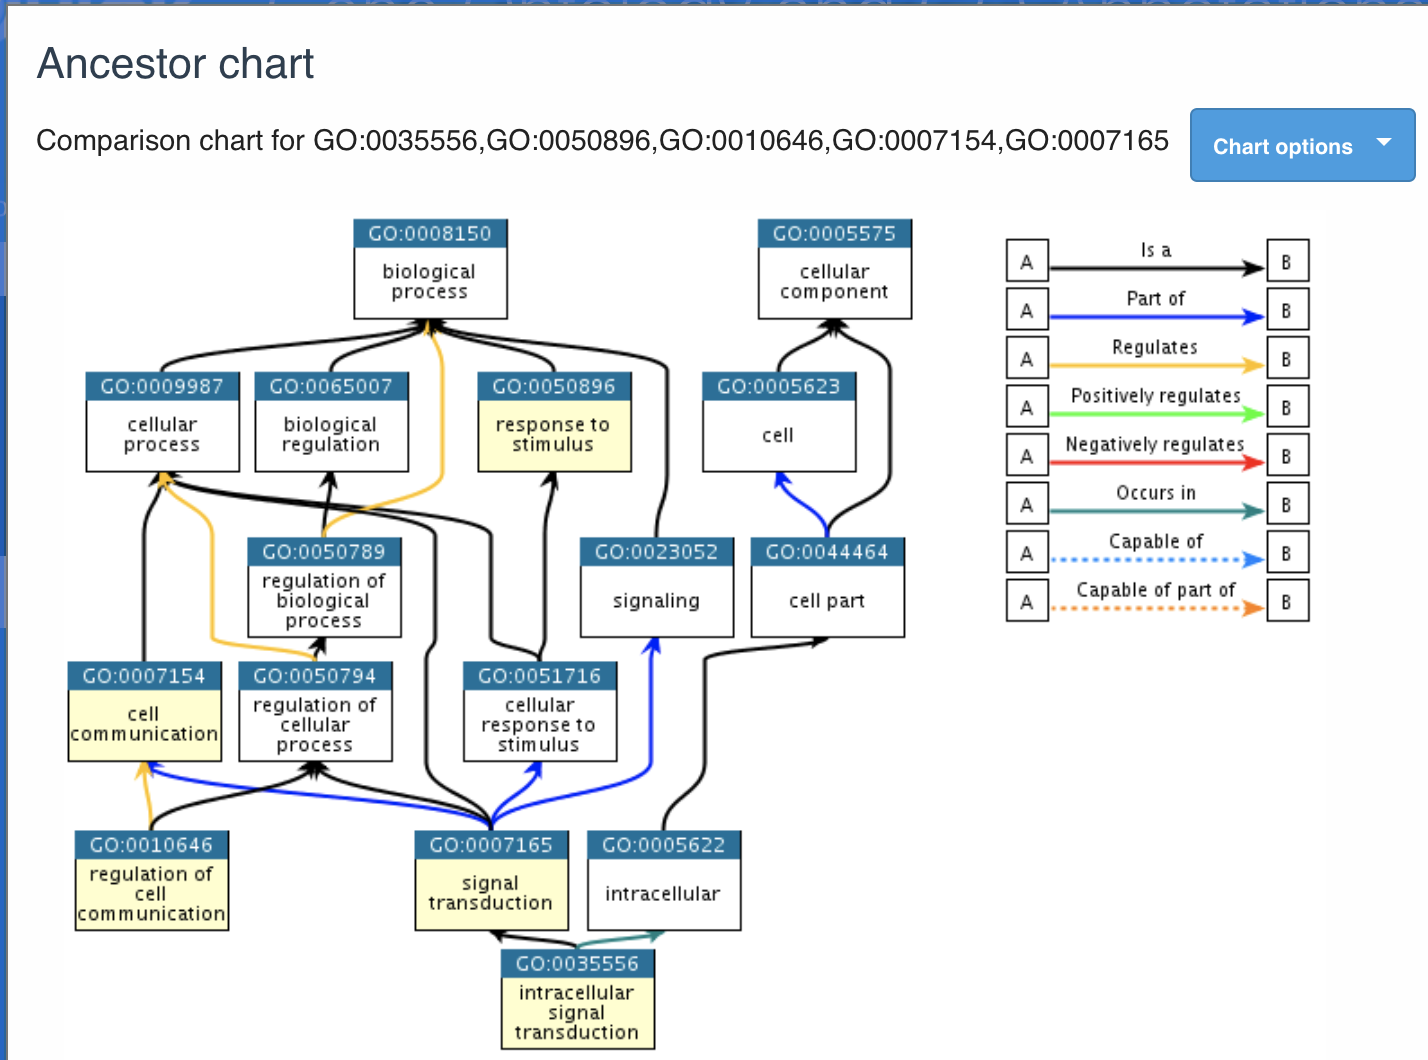 Ancestor chart
Comparison chart for GO:0035556,GO:0050896,GO:0010646,GO:0007154,GO:0007165
Chart options
GO:0008150
biological
process
GO:0005575
cellular
component
GO:0009987
cellular
process
GO:0065007
biological
regulation
GO:0050896
response to
stimulus
GO:0005623
cell
GO:0050789
regulation of
biological
process
GO:0023052
signaling
GO:0044464
cell part
GO:0007154
cell
communication
GO:0050794
regulation of
cellular
process
GO:0051716
cellular
response to
stimulus
GO:0010646
regulation of
cell
communication
GO:0007165
signal
transduction
GO:0005622
intracellular
GO:0035556
intracellular
signal
transduction
A Is a B
A Part of B
A Regulates B
A Positively regulates B
A Negatively regulates B
A Occurs in B
A Capable of B
A Capable of part of B